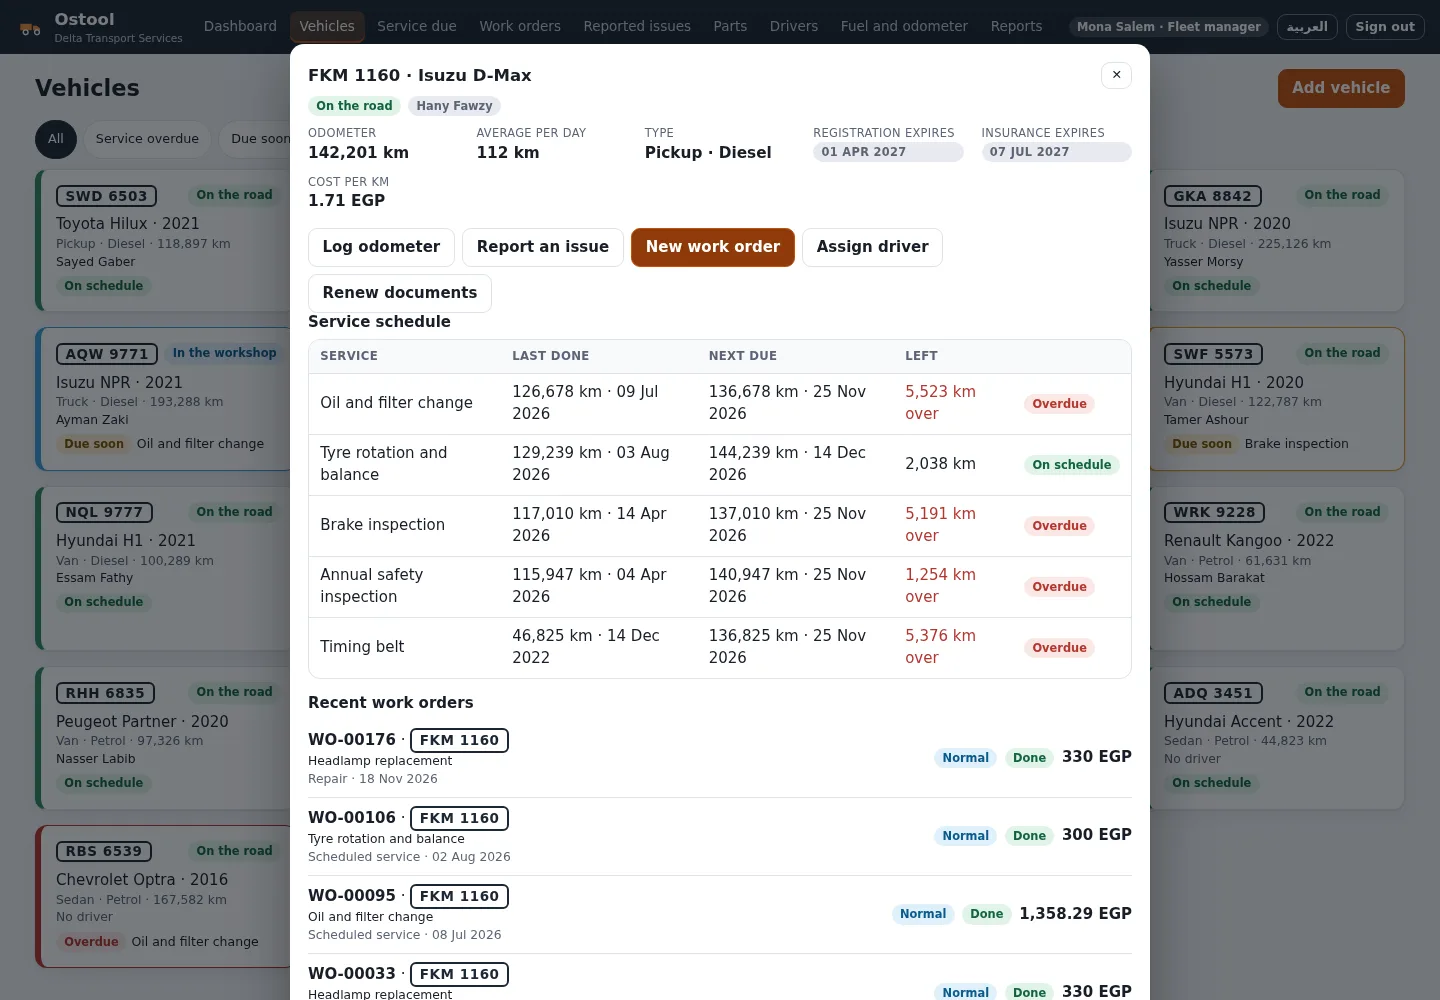 Ostool
Delta Transport Services
Dashboard
Vehicles
Service due
Work orders
Reported issues
Parts
Drivers
Fuel and odometer
Reports
Mona Salem · Fleet manager
العربية
Sign out
Vehicles
Add vehicle
All
Service overdue
Due soon
SWD 6503
On the road
Toyota Hilux · 2021
Pickup · Diesel · 118,897 km
Sayed Gaber
On schedule
AQW 9771
In the workshop
Isuzu NPR · 2021
Truck · Diesel · 193,288 km
Ayman Zaki
Due soon
Oil and filter change
NQL 9777
On the road
Hyundai H1 · 2021
Van · Diesel · 100,289 km
Essam Fathy
On schedule
RHH 6835
On the road
Peugeot Partner · 2020
Van · Petrol · 97,326 km
Nasser Labib
On schedule
RBS 6539
On the road
Chevrolet Optra · 2016
Sedan · Petrol · 167,582 km
No driver
Overdue
Oil and filter change
FKM 1160 · Isuzu D-Max
×
On the road
Hany Fawzy
ODOMETER
142,201 km
AVERAGE PER DAY
112 km
TYPE
Pickup · Diesel
REGISTRATION EXPIRES
01 APR 2027
INSURANCE EXPIRES
07 JUL 2027
COST PER KM
1.71 EGP
Log odometer
Report an issue
New work order
Assign driver
Renew documents
Service schedule
SERVICE
LAST DONE
NEXT DUE
LEFT
Oil and filter change
126,678 km · 09 Jul
2026
136,678 km · 25 Nov
2026
5,523 km
over
Overdue
Tyre rotation and
balance
129,239 km · 03 Aug
2026
144,239 km · 14 Dec
2026
2,038 km
On schedule
Brake inspection
117,010 km · 14 Apr
2026
137,010 km · 25 Nov
2026
5,191 km
over
Overdue
Annual safety
inspection
115,947 km · 04 Apr
2026
140,947 km · 25 Nov
2026
1,254 km
over
Overdue
Timing belt
46,825 km · 14 Dec
2022
136,825 km · 25 Nov
2026
5,376 km
over
Overdue
Recent work orders
WO-00176 · FKM 1160
Headlamp replacement
Repair · 18 Nov 2026
Normal
Done
330 EGP
WO-00106 · FKM 1160
Tyre rotation and balance
Scheduled service · 02 Aug 2026
Normal
Done
300 EGP
WO-00095 · FKM 1160
Oil and filter change
Scheduled service · 08 Jul 2026
Normal
Done
1,358.29 EGP
WO-00033 · FKM 1160
Headlamp replacement
Normal
Done
330 EGP
GKA 8842
On the road
Isuzu NPR · 2020
Truck · Diesel · 225,126 km
Yasser Morsy
On schedule
SWF 5573
On the road
Hyundai H1 · 2020
Van · Diesel · 122,787 km
Tamer Ashour
Due soon
Brake inspection
WRK 9228
On the road
Renault Kangoo · 2022
Van · Petrol · 61,631 km
Hossam Barakat
On schedule
ADQ 3451
On the road
Hyundai Accent · 2022
Sedan · Petrol · 44,823 km
No driver
On schedule